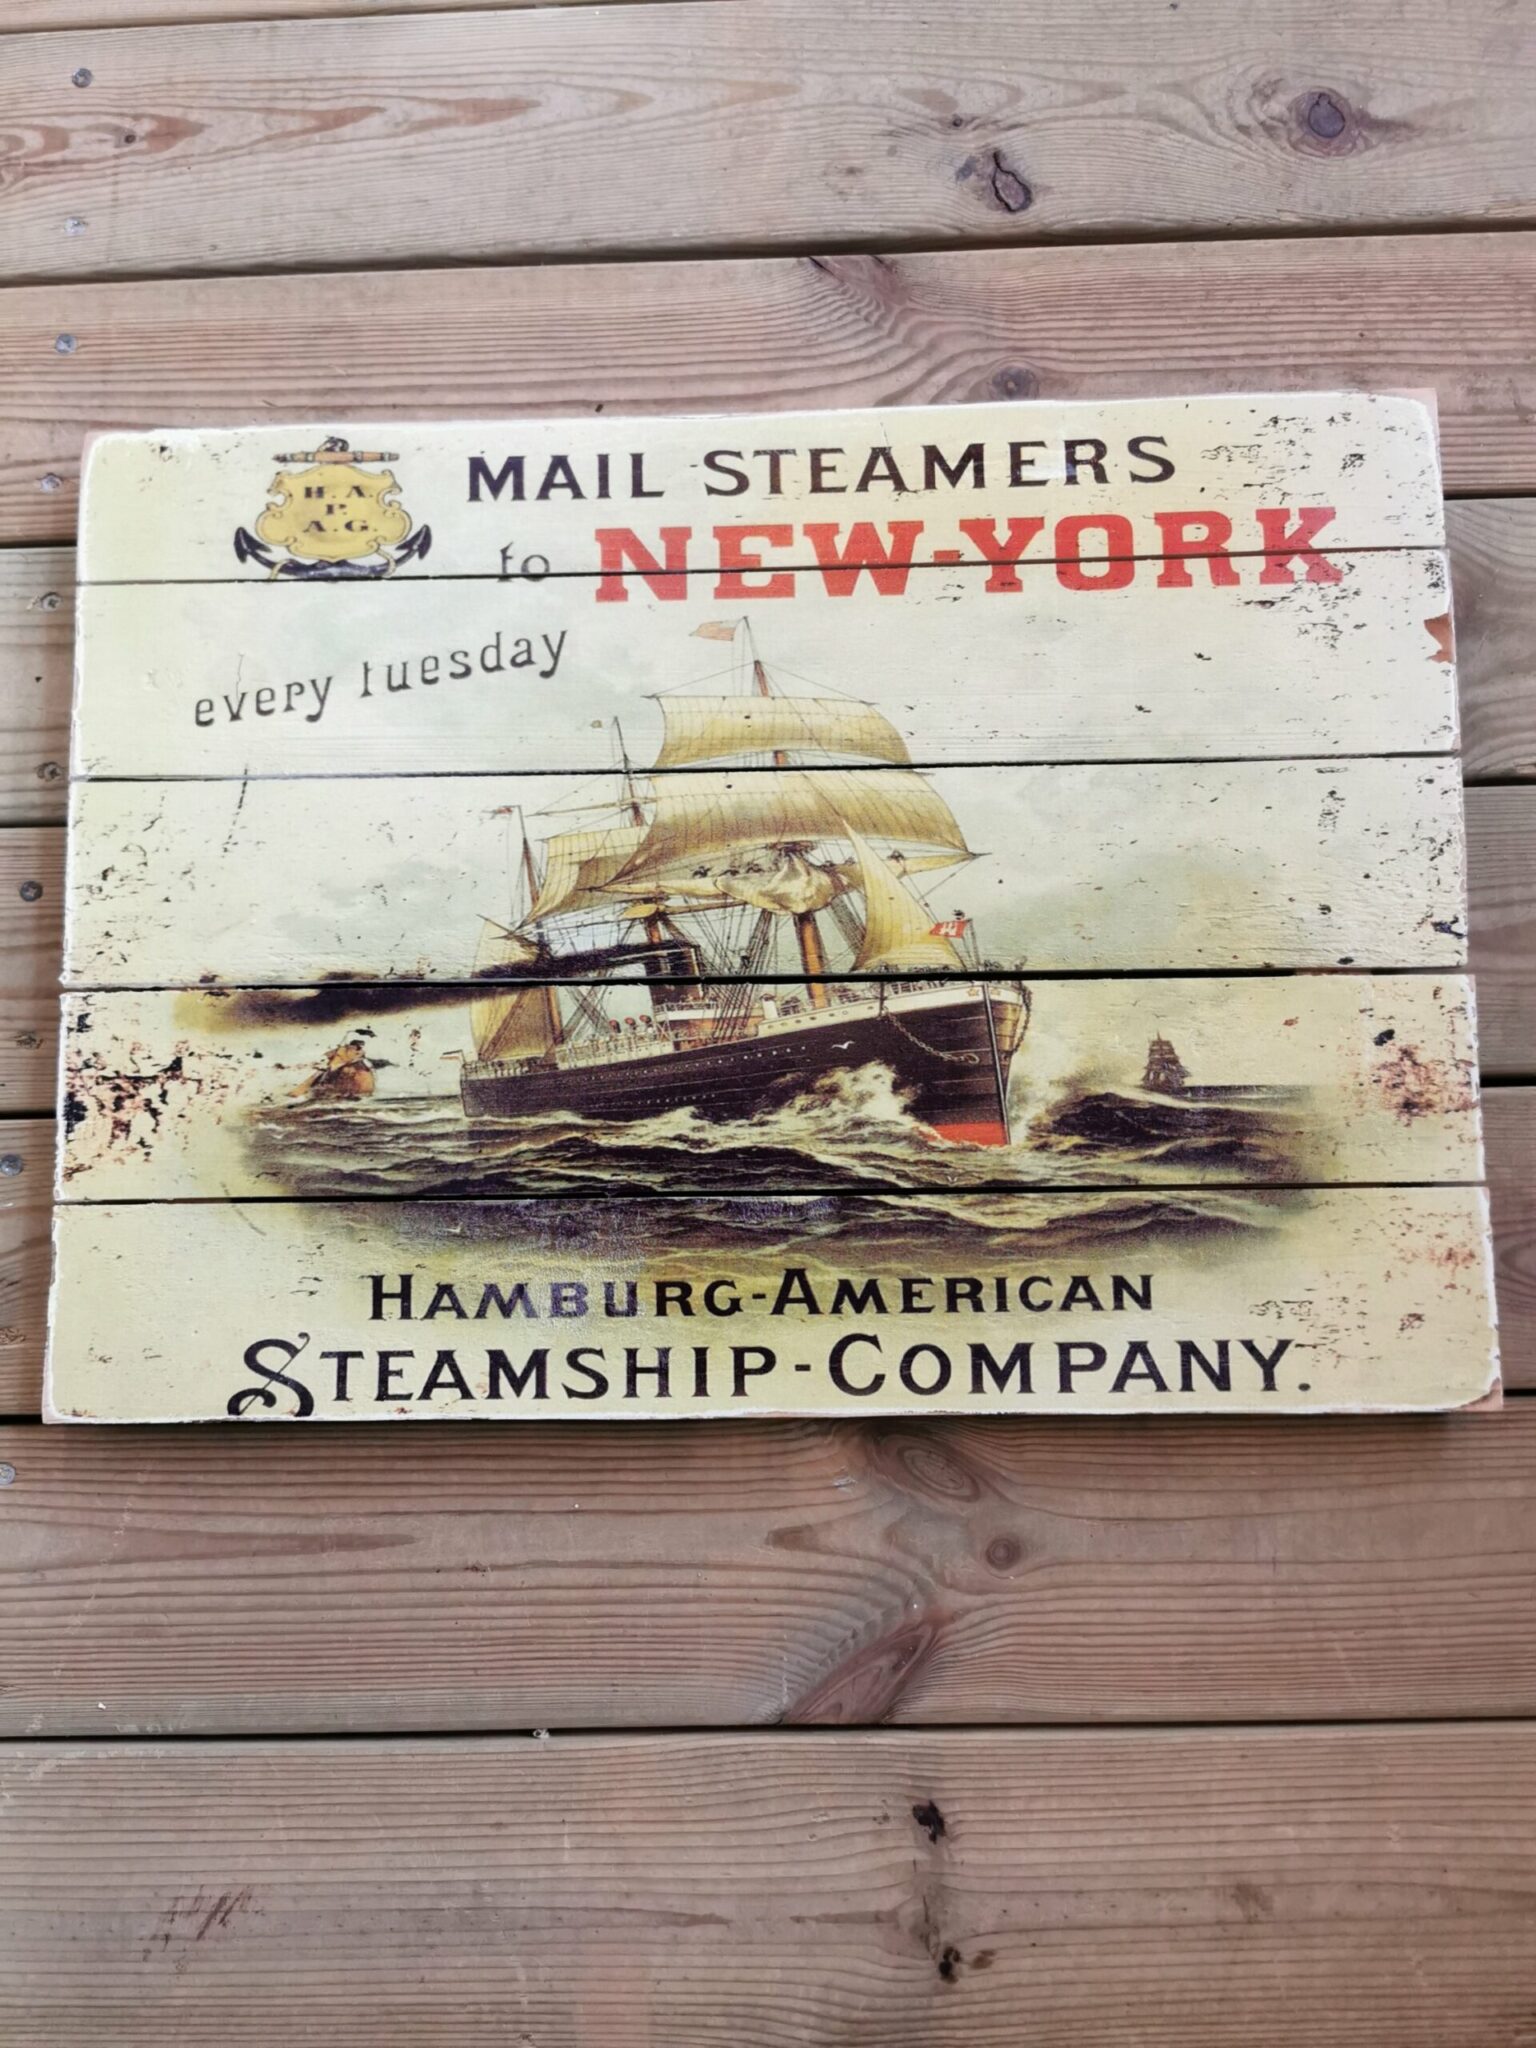 H. A.
P.
A. G.
MAIL STEAMERS
to NEW-YORK
every tuesday
HAMBURG-AMERICAN
STEAMSHIP-COMPANY.